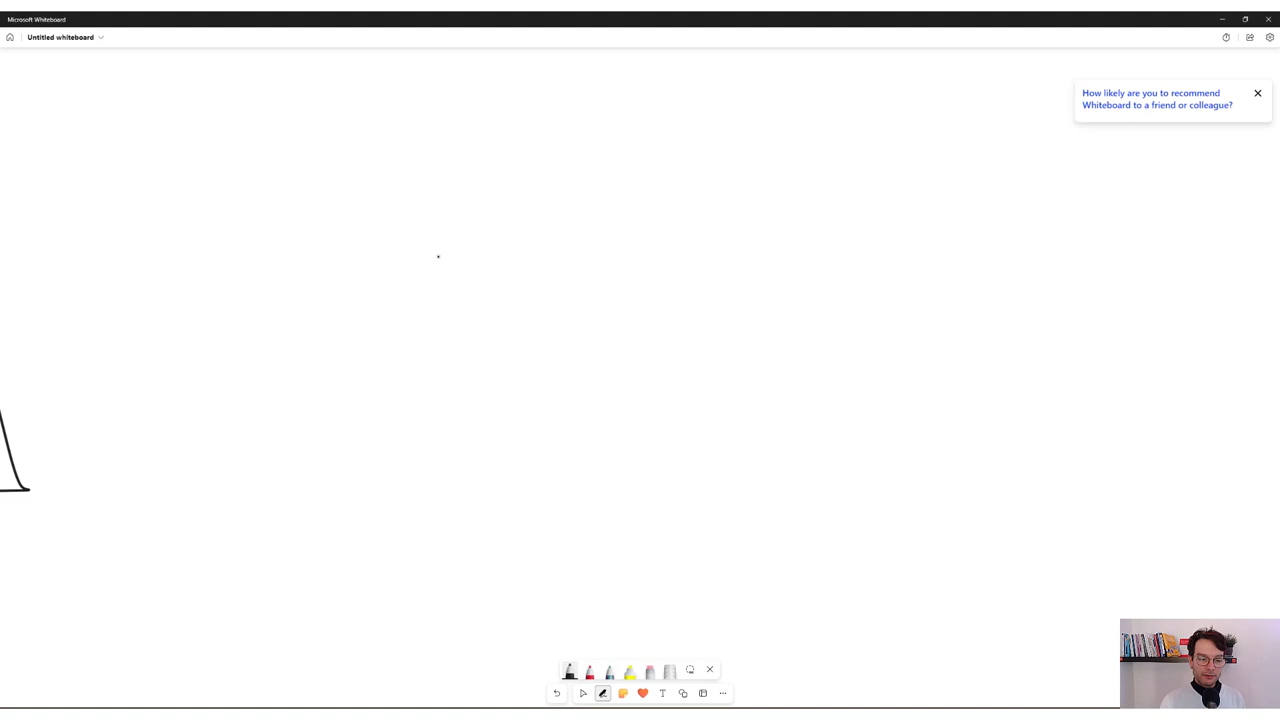 Microsoft Whiteboard
Untitled whiteboard
How likely are you to recommend
Whiteboard to a friend or colleague?
T